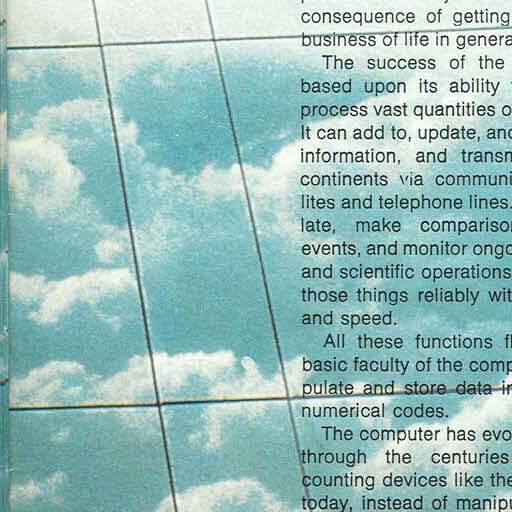 consequence of getting
business of life in genera
The success of the
based upon its ability
process vast quantities o
It can add to, update, and
information, and transm
continents via communi
lites and telephone lines.
late, make compariso
events, and monitor ongo
and scientific operations
those things reliably wit
and speed.
All these functions fl
basic faculty of the comp
pulate and store data in
numerical codes.
The computer has evo
through the centuries
counting devices like the
today, instead of manipu